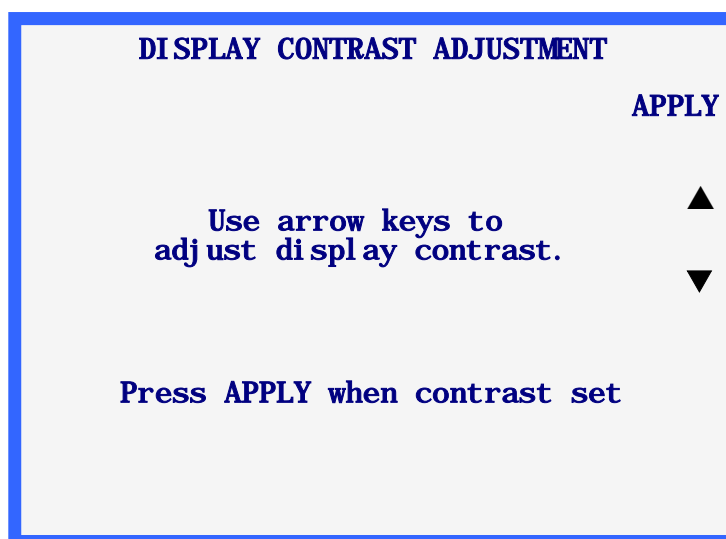 DISPLAY CONTRAST ADJUSTMENT
APPLY
▲
Use arrow keys to
adjust display contrast.
▼
Press APPLY when contrast set